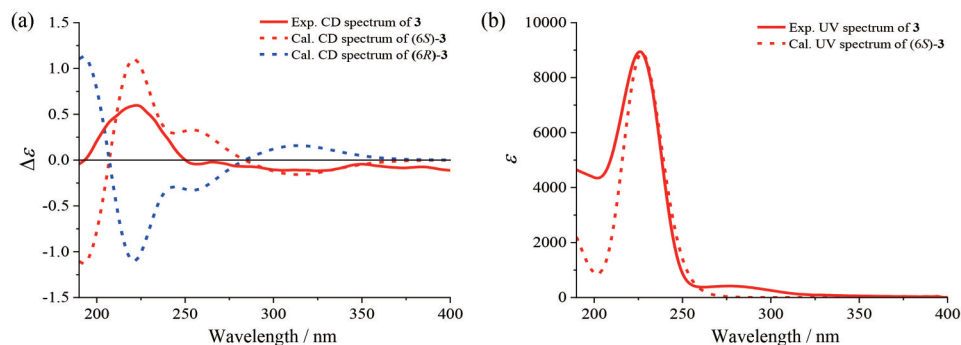 (a)
Exp. CD spectrum of 3
Cal. CD spectrum of (6S)-3
Cal. CD spectrum of (6R)-3
1.5
1.0
0.5
0.0
-0.5
-1.0
-1.5
Δε
200
250
300
350
400
Wavelength / nm
(b)
Exp. UV spectrum of 3
Cal. UV spectrum of (6S)-3
10000
8000
6000
4000
2000
0
ε
200
250
300
350
400
Wavelength / nm